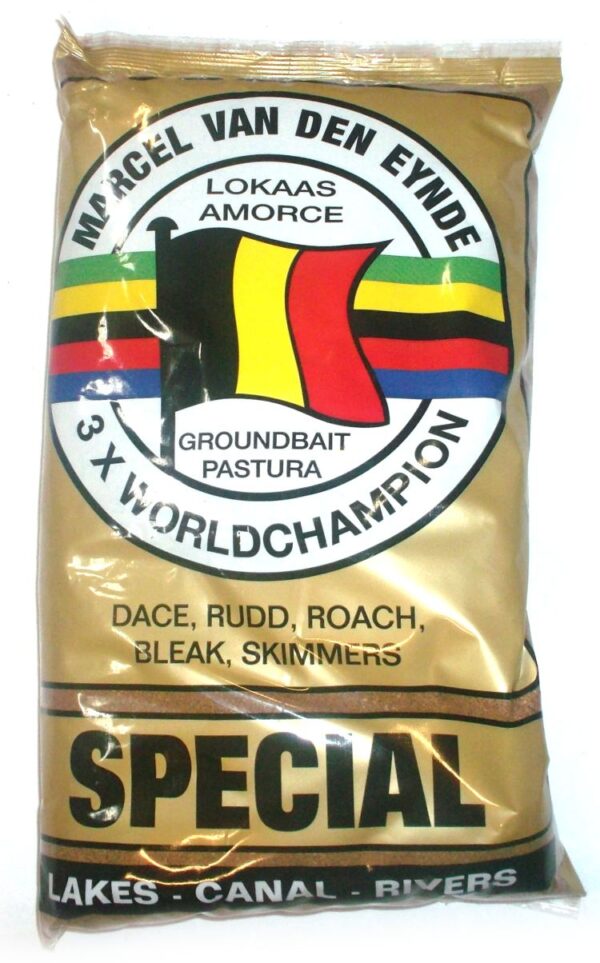 MARCEL VAN DEN EYNDE
LOKAAS
AMORCE
GROUNDBAIT
PASTURA
3 X WORLDCHAMPION
DACE, RUDD, ROACH,
BLEAK, SKIMMERS
SPECIAL
LAKES - CANAL - RIVERS